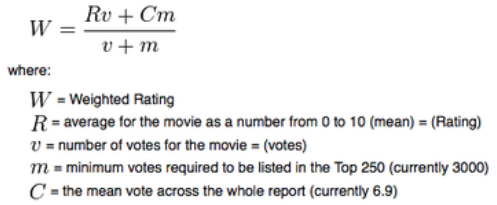 W = Rv + Cm / v + m
where:
W = Weighted Rating
R = average for the movie as a number from 0 to 10 (mean) = (Rating)
v = number of votes for the movie = (votes)
m = minimum votes required to be listed in the Top 250 (currently 3000)
C = the mean vote across the whole report (currently 6.9)